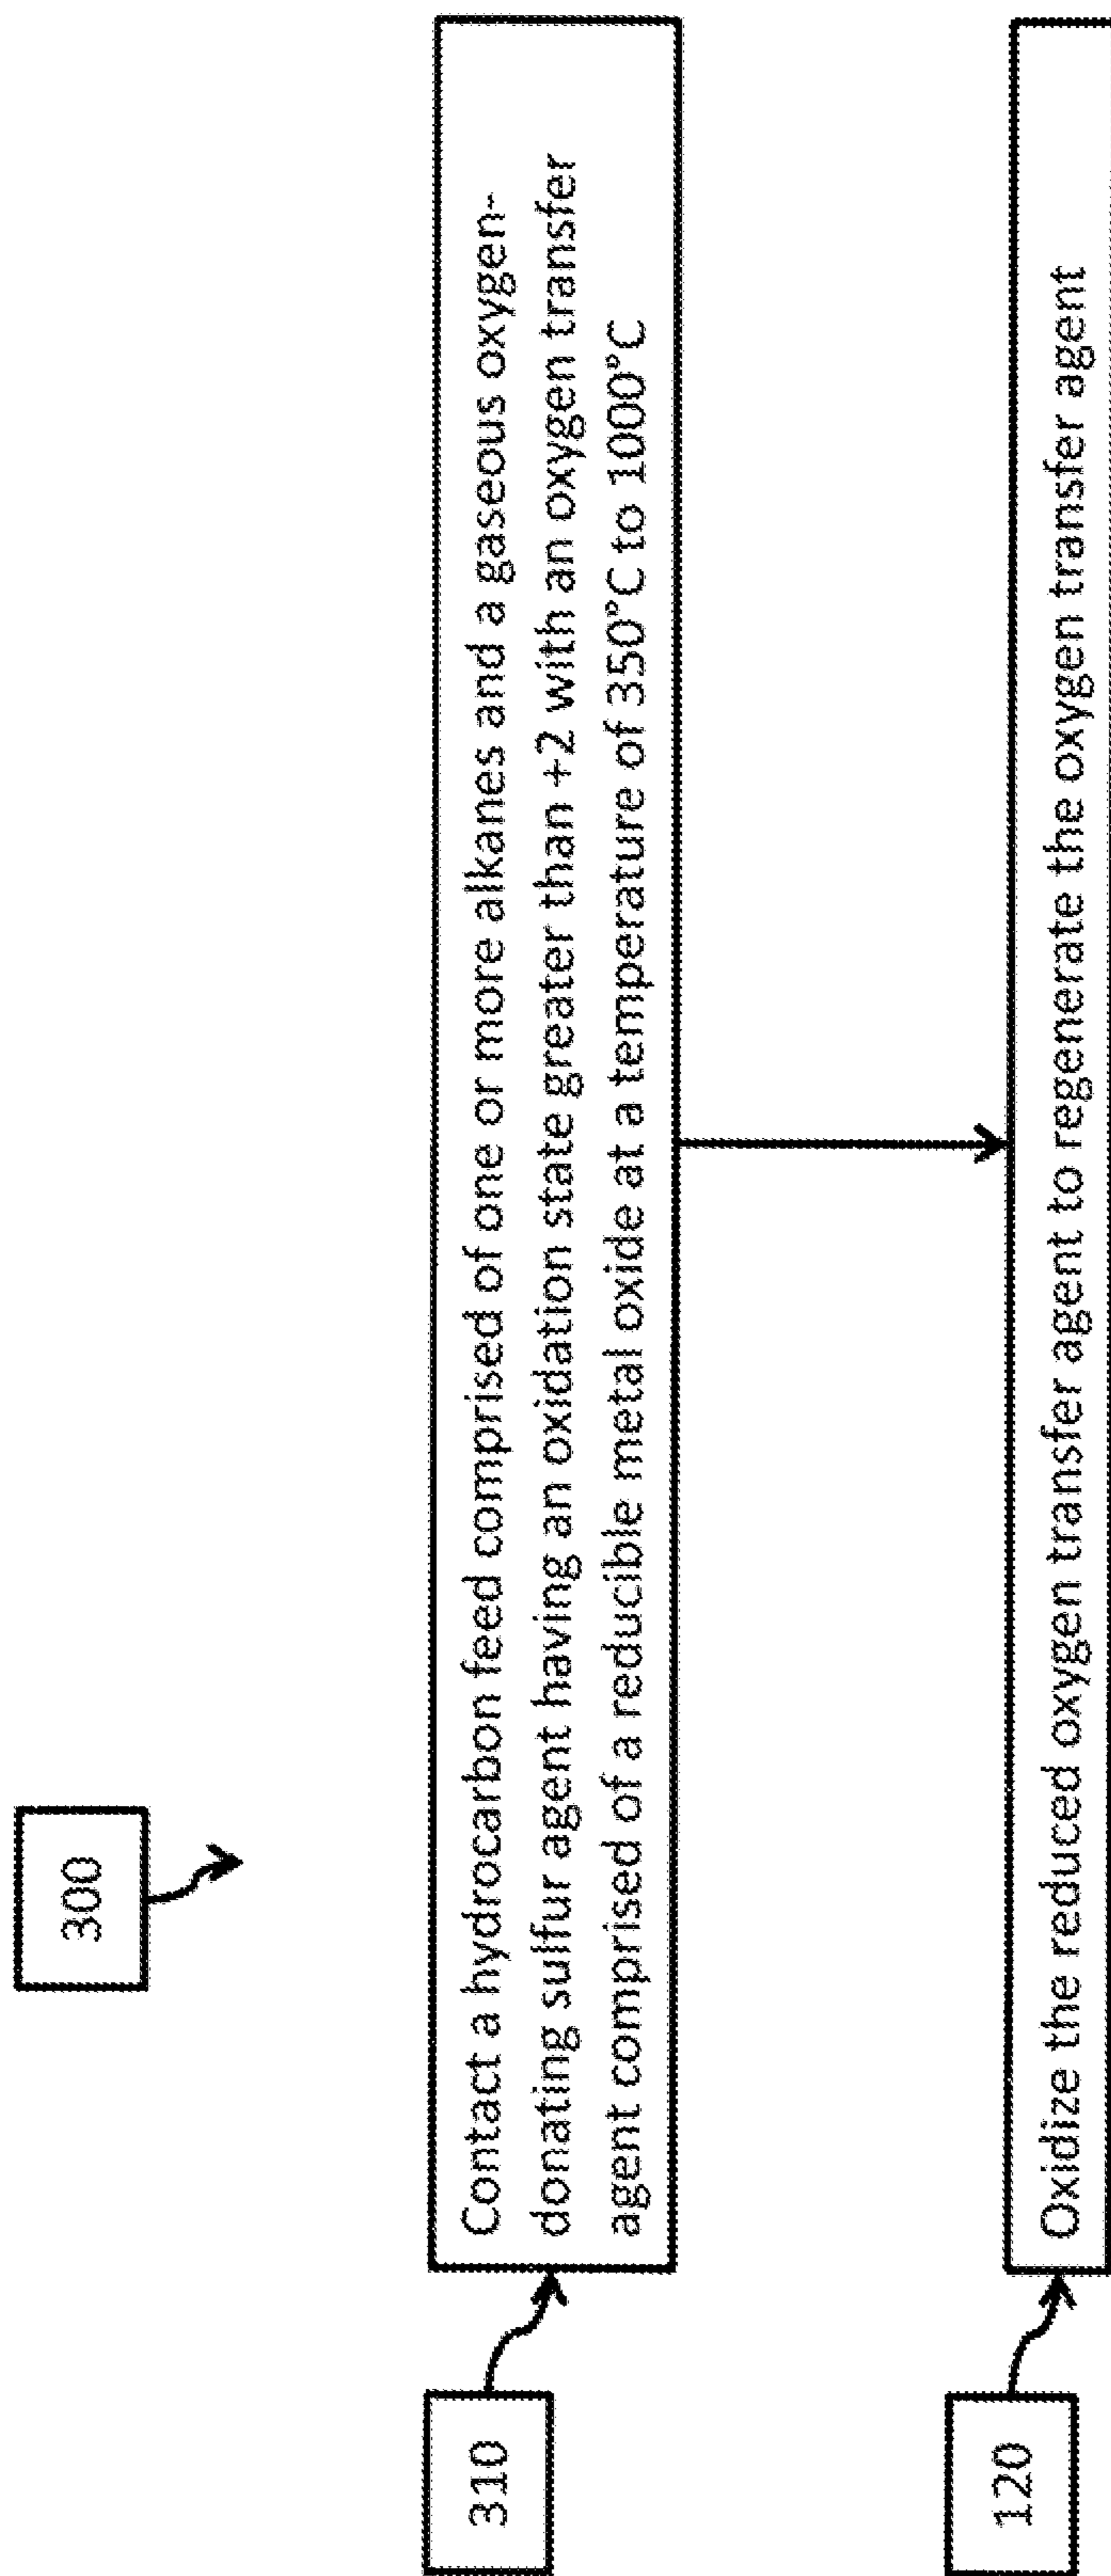 300
310
Contact a hydrocarbon feed comprised of one or more alkanes and a gaseous oxygen-
donating sulfur agent having an oxidation state greater than +2 with an oxygen transfer
agent comprised of a reducible metal oxide at a temperature of 350°C to 1000°C
120
Oxidize the reduced oxygen transfer agent to regenerate the oxygen transfer agent